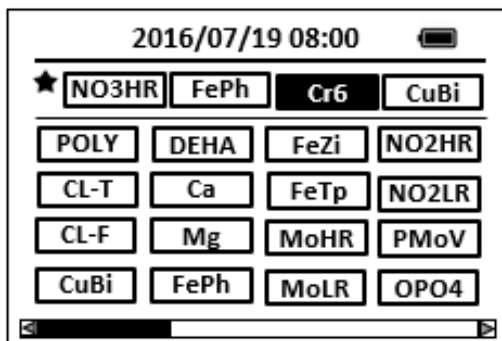 2016/07/19 08:00
NO3HR FePh Cr6 CuBi
POLY DEHA FeZi NO2HR
CL-T Ca FeTp NO2LR
CL-F Mg MoHR PMoV
CuBi FePh MoLR OPO4